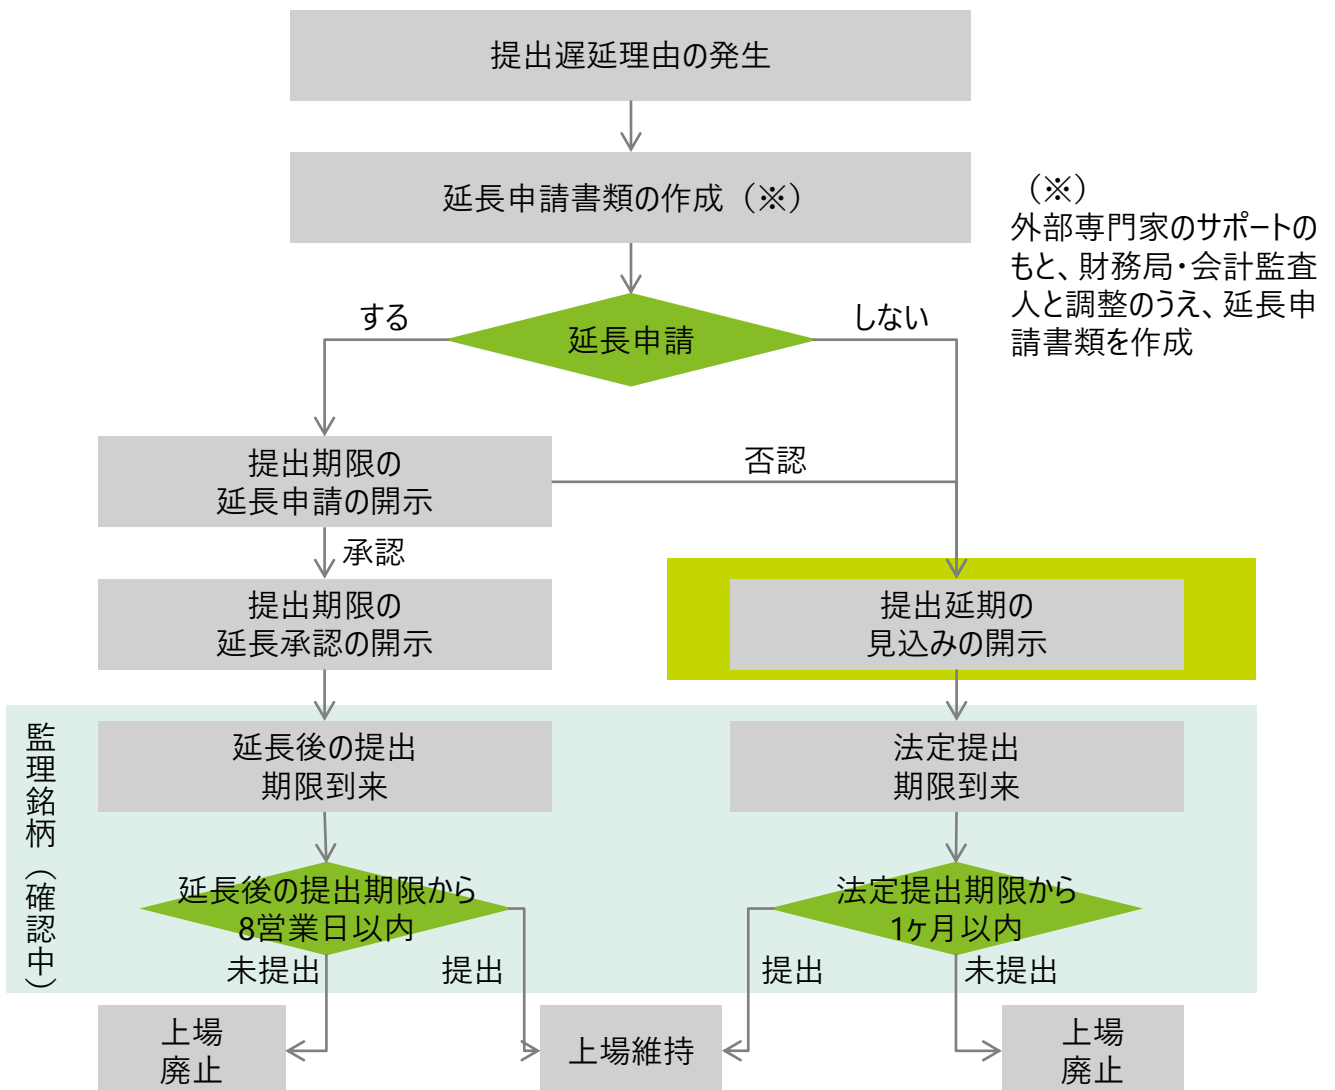 提出遅延理由の発生
延長申請書類の作成（※）
（※）
外部専門家のサポートの
もと、財務局・会計監査
人と調整のうえ、延長申
請書類を作成
する
しない
延長申請
提出期限の
延長申請の開示
否認
承認
提出期限の
延長承認の開示
提出延期の
見込みの開示
監理銘柄（確認中）
延長後の提出
期限到来
法定提出
期限到来
延長後の提出期限から
8営業日以内
法定提出期限から
1ヶ月以内
未提出
提出
提出
未提出
上場
廃止
上場維持
上場
廃止